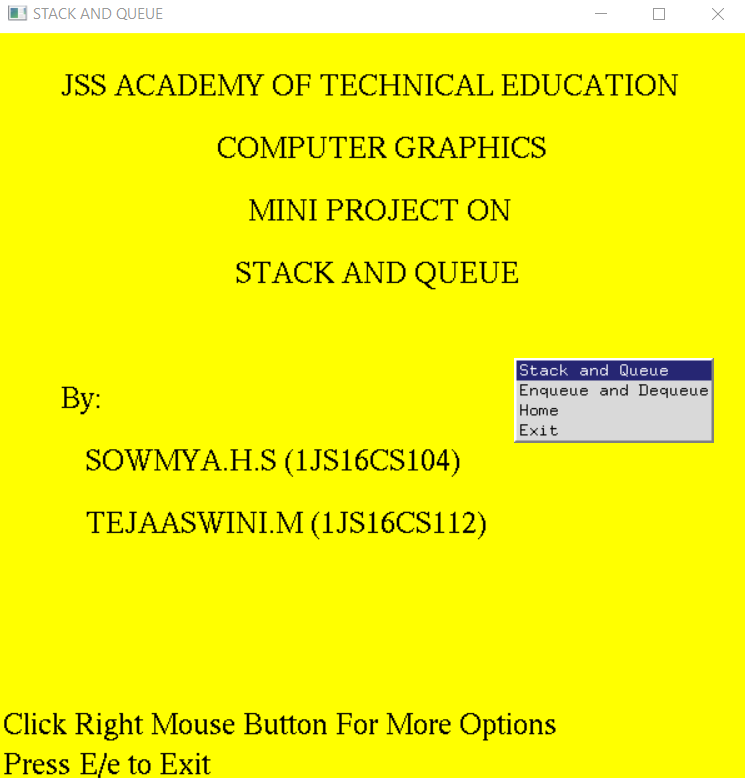 STACK AND QUEUE
JSS ACADEMY OF TECHNICAL EDUCATION
COMPUTER GRAPHICS
MINI PROJECT ON
STACK AND QUEUE
Stack and Queue
Enqueue and Dequeue
Home
Exit
By:
SOWMYA.H.S (1JS16CS104)
TEJAASWINI.M (1JS16CS112)
Click Right Mouse Button For More Options
Press E/e to Exit